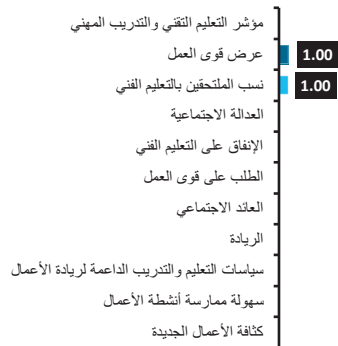 مؤشر التعليم التقني والتدريب المهني
عرض قوى العمل 1.00
نسب الملتحقين بالتعليم الفني 1.00
العدالة الاجتماعية
الإنفاق على التعليم الفني
الطلب على قوى العمل
العائد الاجتماعي
الريادة
سياسات التعليم والتدريب الداعمة لريادة الأعمال
سهولة ممارسة أنشطة الأعمال
كثافة الأعمال الجديدة